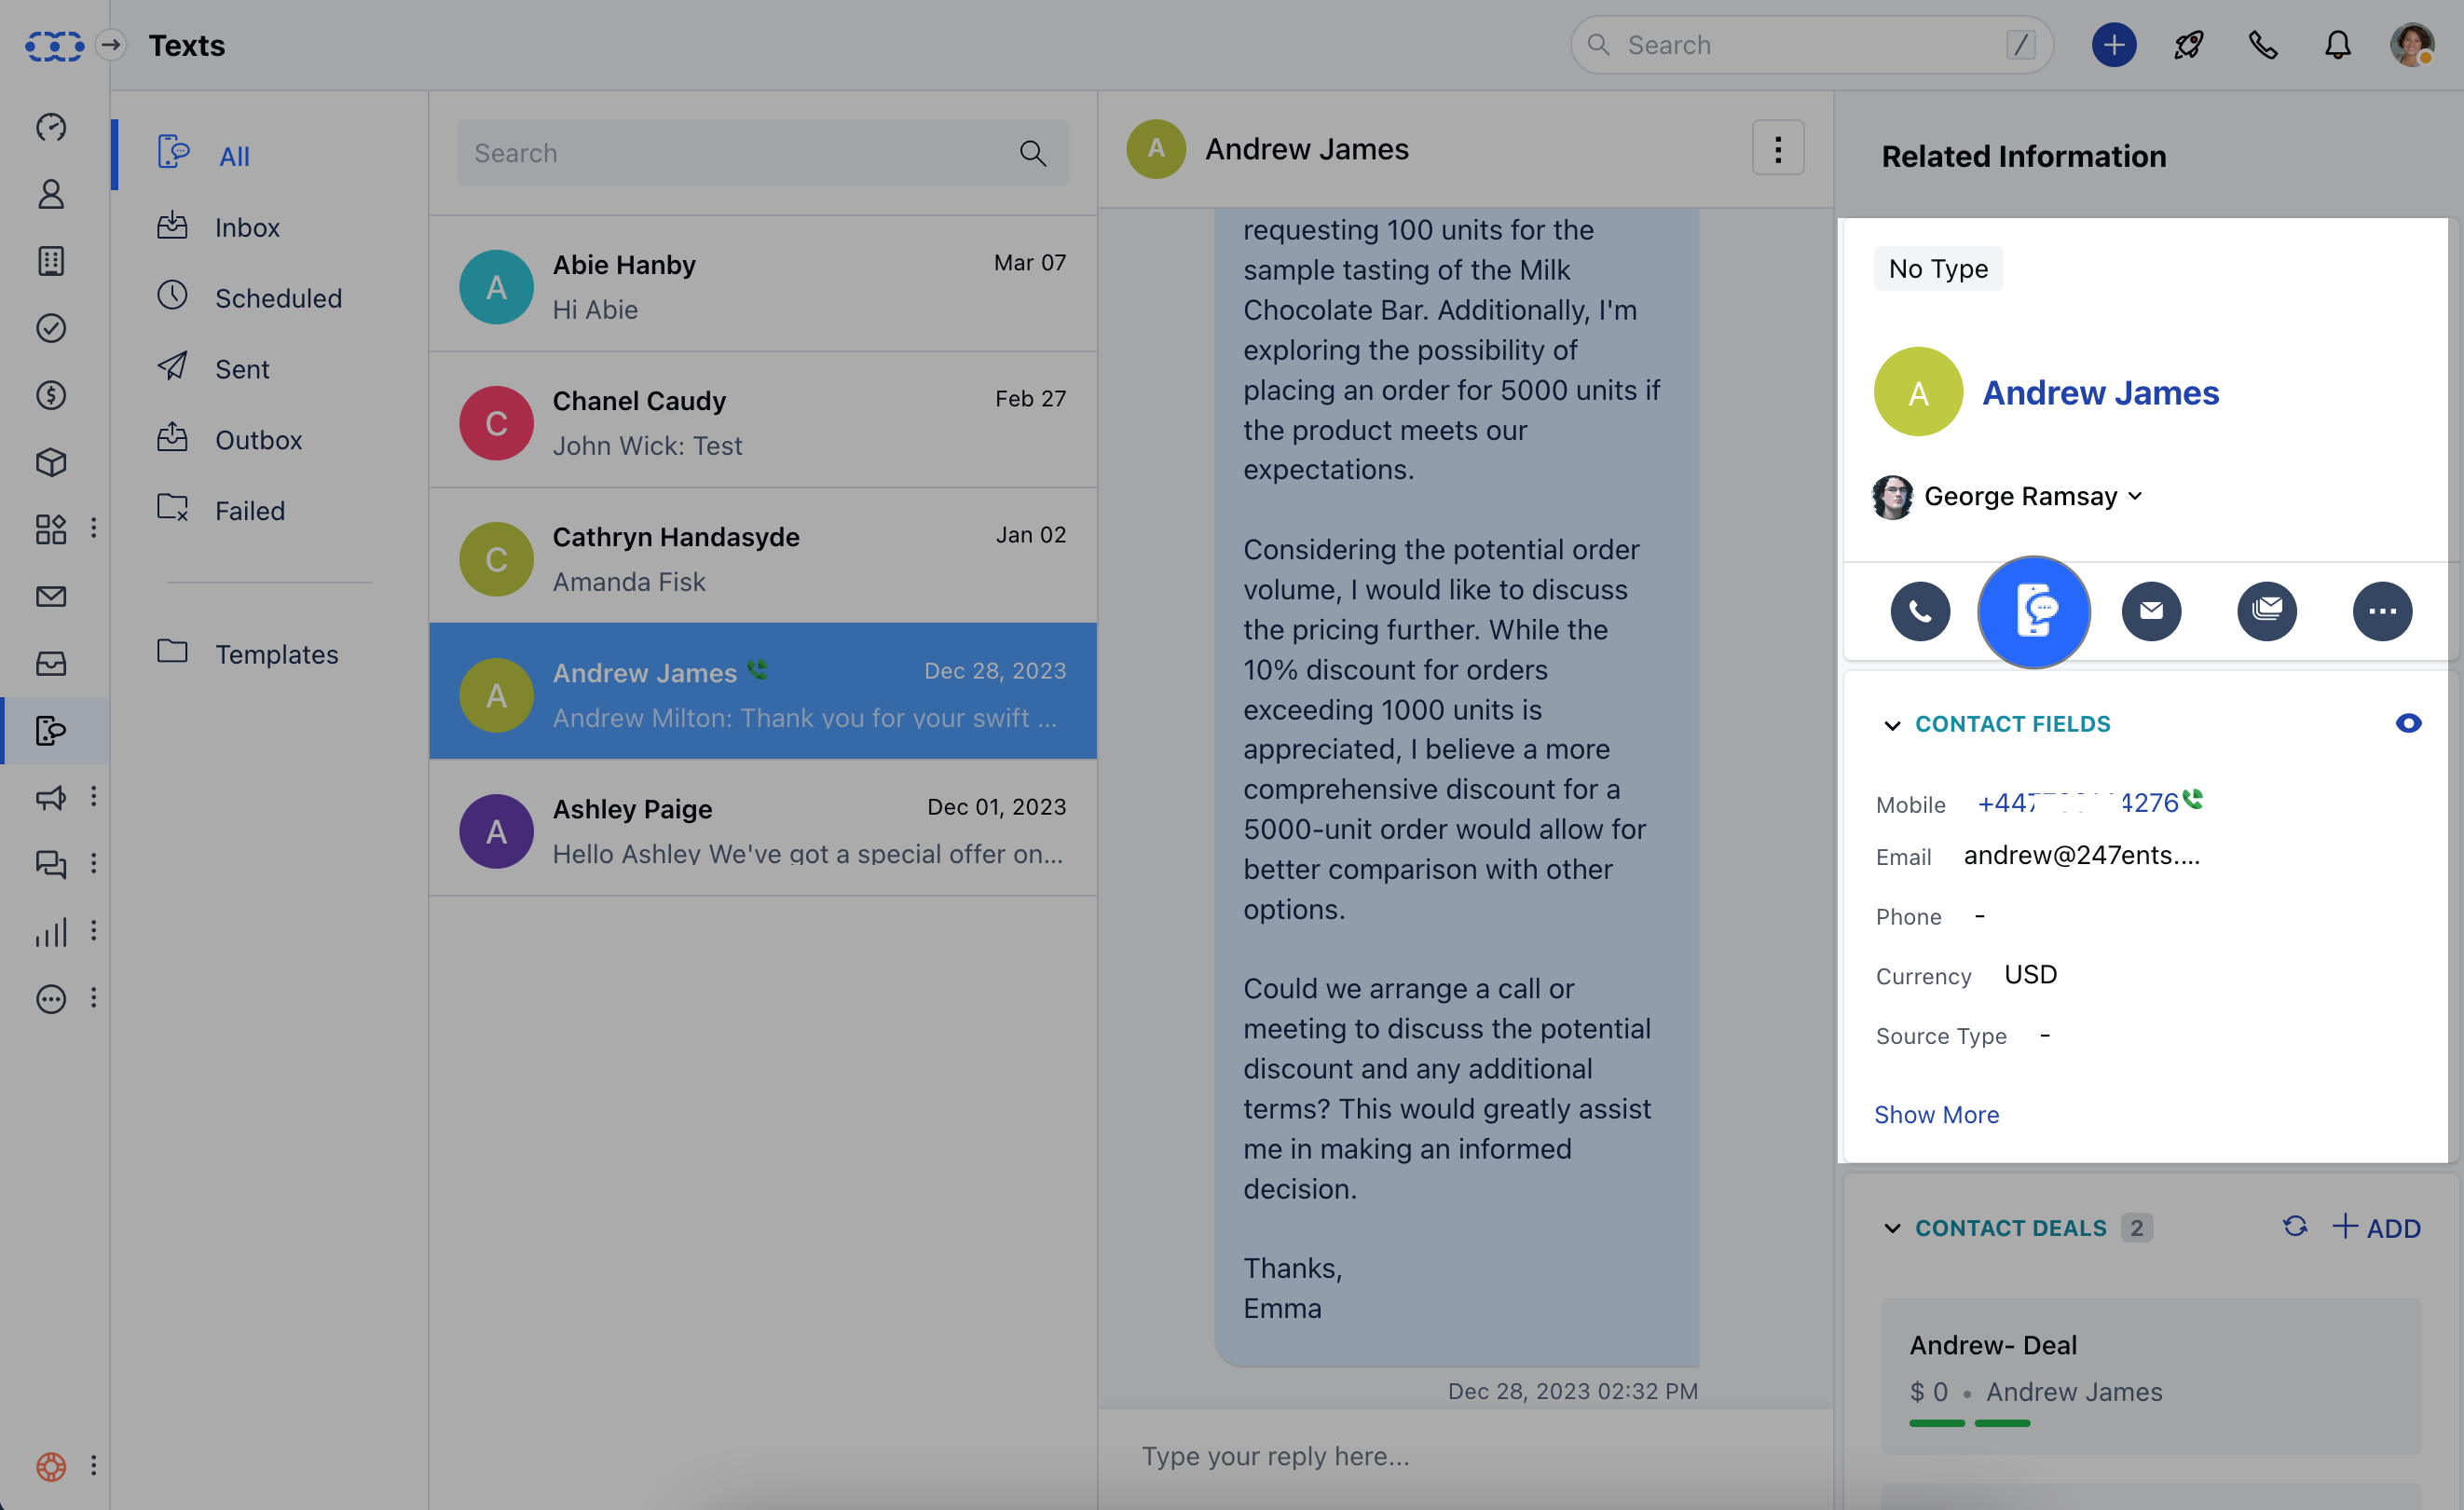 Texts
Search
/
All
Inbox
Scheduled
Sent
Outbox
Failed
Templates
Search
A
Abie Hanby
Mar 07
Hi Abie
C
Chanel Caudy
Feb 27
John Wick: Test
C
Cathryn Handasyde
Jan 02
Amanda Fisk
A
Andrew James
Dec 28, 2023
Andrew Milton: Thank you for your swift ...
A
Ashley Paige
Dec 01, 2023
Hello Ashley We've got a special offer on...
A
Andrew James
requesting 100 units for the
sample tasting of the Milk
Chocolate Bar. Additionally, I'm
exploring the possibility of
placing an order for 5000 units if
the product meets our
expectations.
Considering the potential order
volume, I would like to discuss
the pricing further. While the
10% discount for orders
exceeding 1000 units is
appreciated, I believe a more
comprehensive discount for a
5000-unit order would allow for
better comparison with other
options.
Could we arrange a call or
meeting to discuss the potential
discount and any additional
terms? This would greatly assist
me in making an informed
decision.
Thanks,
Emma
Dec 28, 2023 02:32 PM
Type your reply here...
Related Information
No Type
A
Andrew James
George Ramsay
CONTACT FIELDS
Mobile
Email andrew@247ents....
Phone -
Currency USD
Source Type -
Show More
CONTACT DEALS 2
ADD
Andrew- Deal
$ 0 • Andrew James